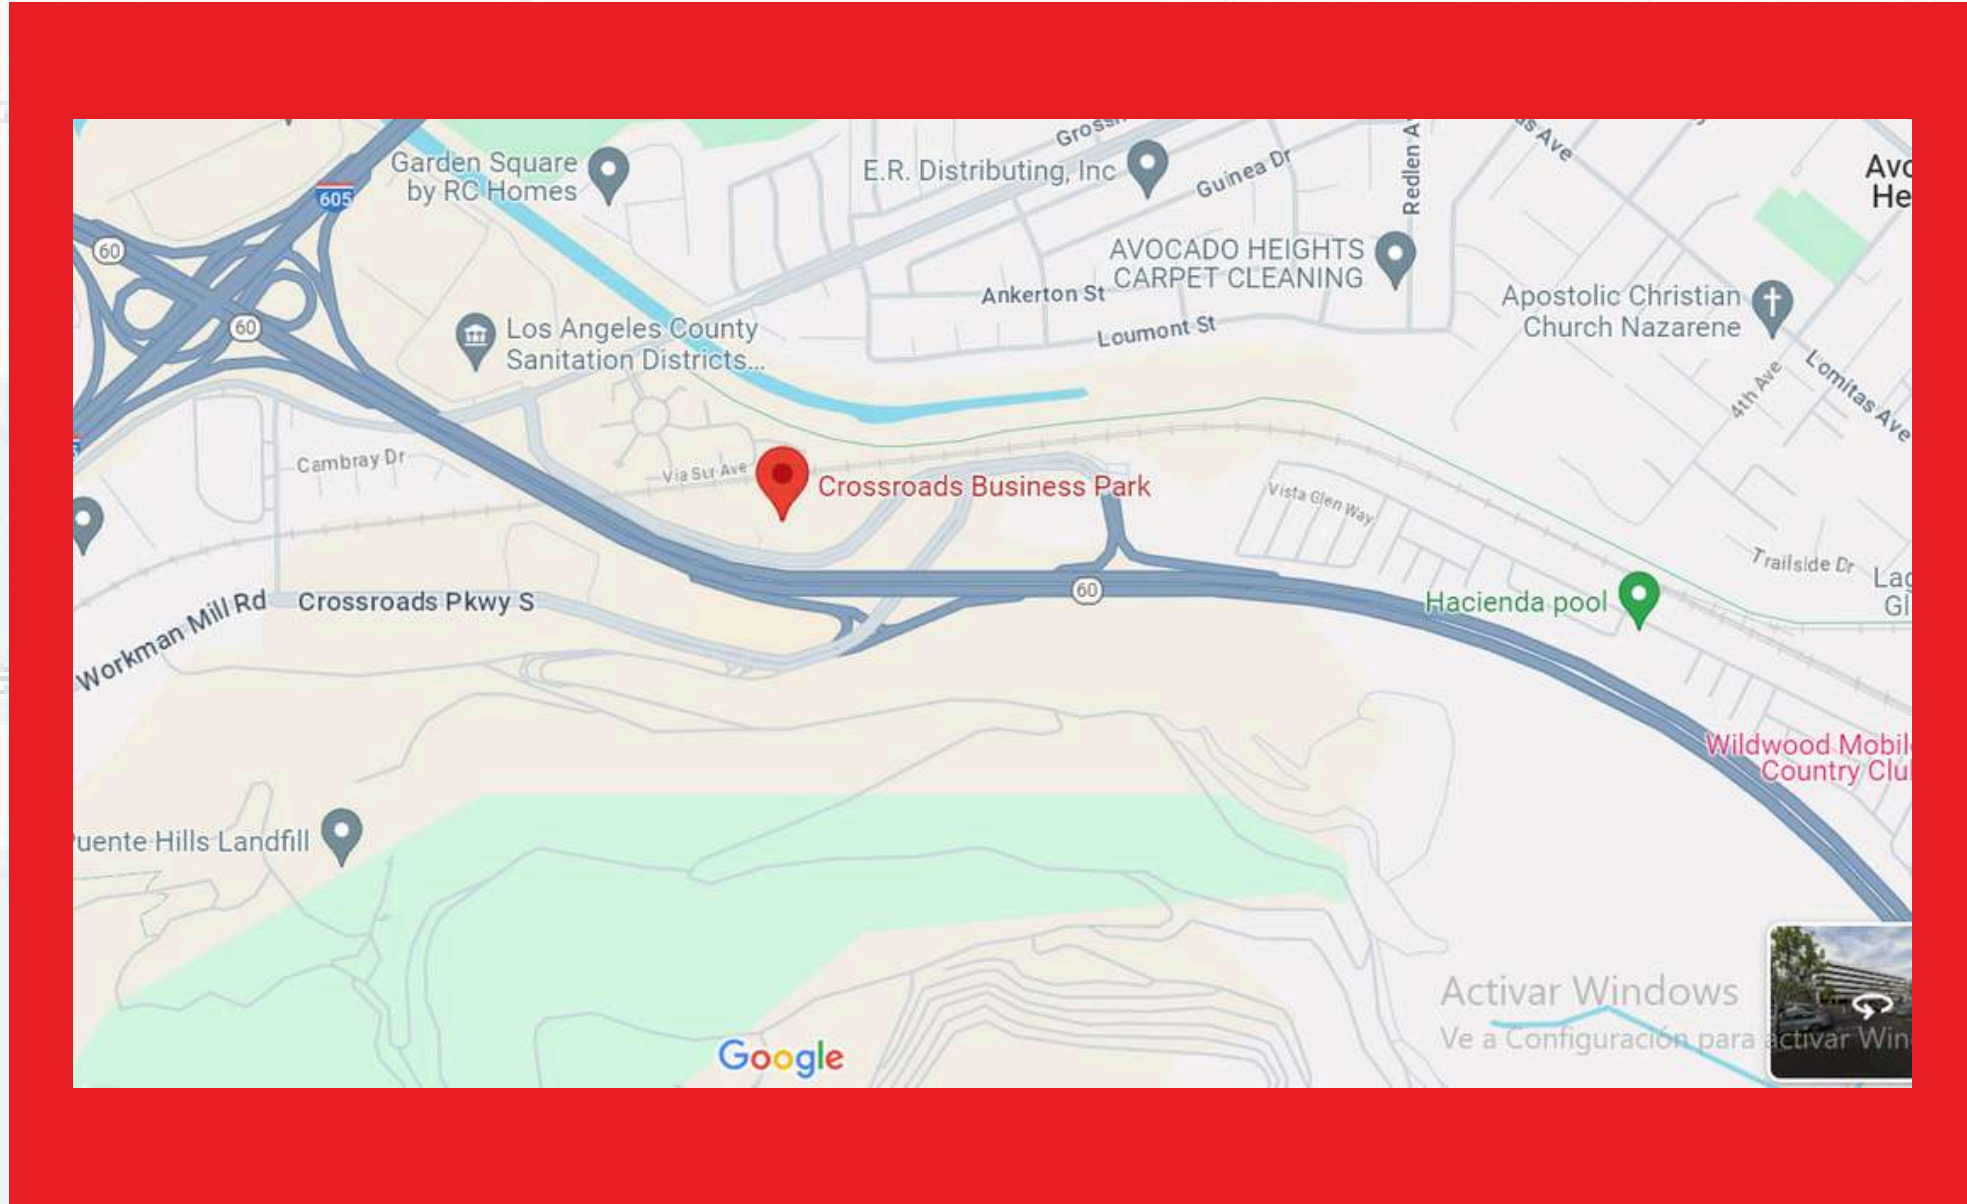 Garden Square
by RC Homes
605
60
60
E.R. Distributing, Inc
Guinea Dr
AVOCADO HEIGHTS
CARPET CLEANING
Ankerton St
Loumont St
Apostolic Christian
Church Nazarene
4th Ave
Lomitas Ave
Los Angeles County
Sanitation Districts...
Cambray Dr
Via Sur Ave
Crossroads Business Park
Vista Glen Way
Trailside Dr
Hacienda pool
60
Workman Mill Rd
Crossroads Pkwy S
Wildwood Mobil
Country Clu
uente Hills Landfill
Google
Activar Windows
Ve a Configuración para activar Win